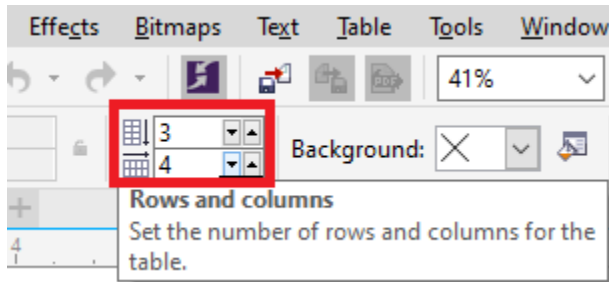 Effects Bitmaps Text Table Tools Window
PDF 41%
3
4
Background:
Rows and columns
4
Set the number of rows and columns for the
table.